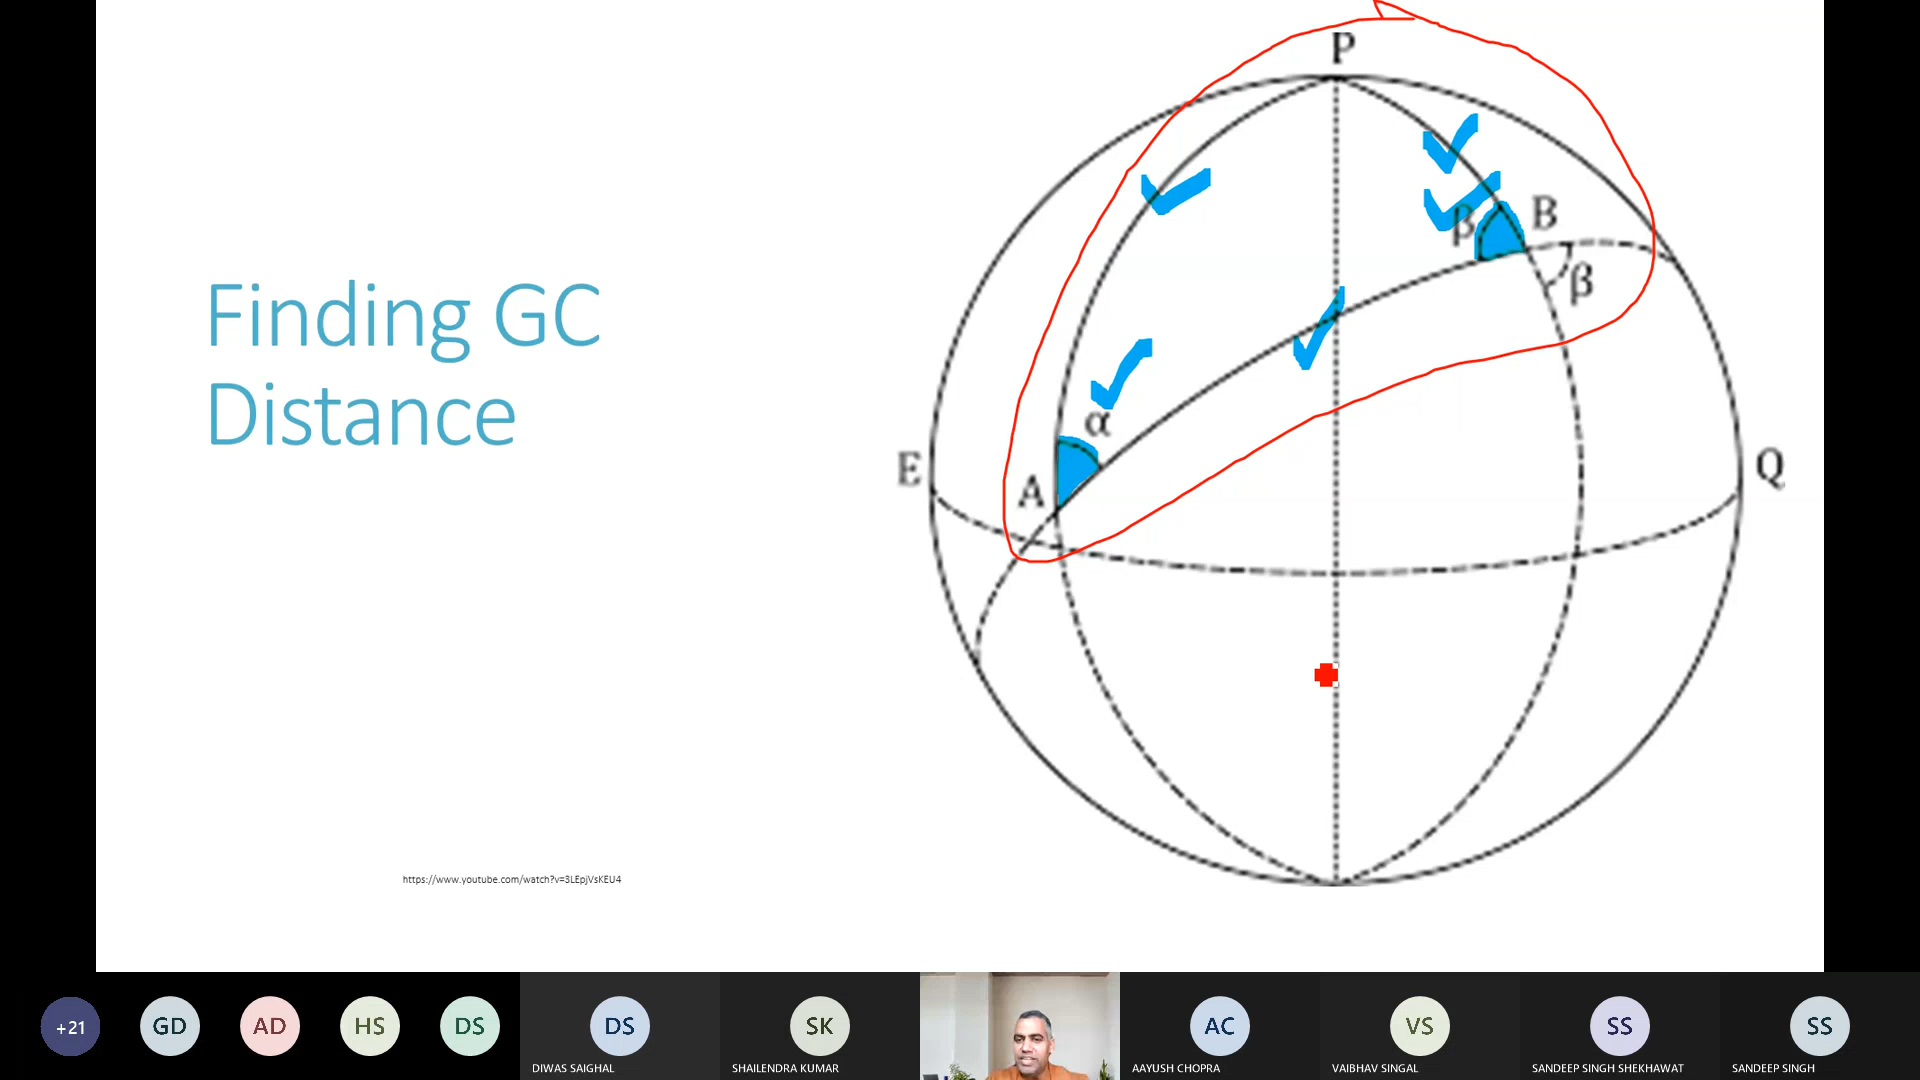 Finding GC
Distance
https://www.youtube.com/watch?v=3LEpjVsKEU4
P
B
β
β
α
A
E
Q
+21
GD
AD
HS
DS
DS
DIWAS SAIGHAL
SK
SHAILENDRA KUMAR
AC
AAYUSH CHOPRA
VS
VAIBHAV SINGAL
SS
SANDEEP SINGH SHEKHAWAT
SS
SANDEEP SINGH